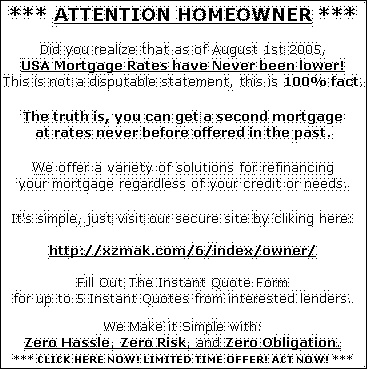 *** ATTENTION HOMEOWNER ***
Did you realize that as of August 1st 2005,
USA Mortgage Rates have Never been lower!
This is not a disputable statement, this is 100% fact.
The truth is, you can get a second mortgage
at rates never before offered in the past.
We offer a variety of solutions for refinancing
your mortgage regardless of your credit or needs.
It's simple, just visit our secure site by cliking here:
http://xzmak.com/6/index/owner/
Fill Out The Instant Quote Form
for up to 5 Instant Quotes from interested lenders.
We Make it Simple with:
Zero Hassle, Zero Risk, and Zero Obligation.
*** CLICK HERE NOW! LIMITED TIME OFFER! ACT NOW! ***